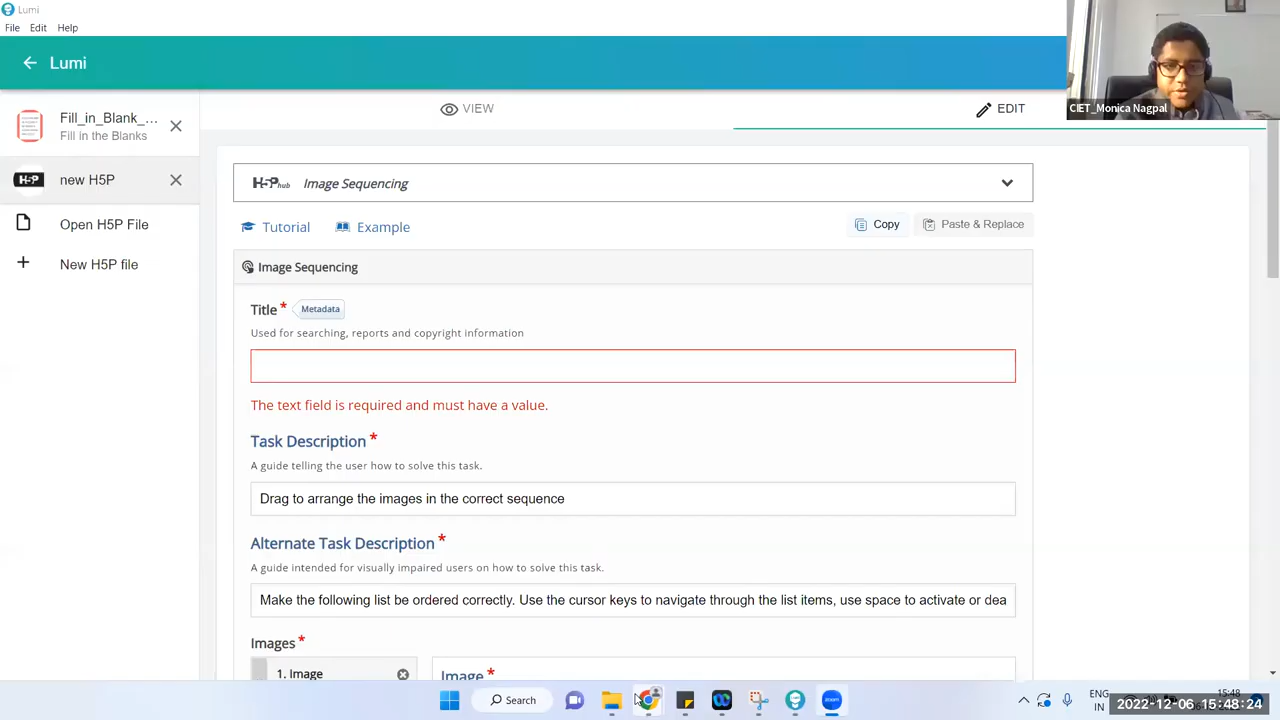 Lumi
File Edit Help
Lumi
CIET_Monica Nagpal
Fill_in_Blank_...
Fill in the Blanks
VIEW
EDIT
H5P
new H5P
Open H5P File
New H5P file
H5P hub Image Sequencing
Tutorial Example Copy Paste & Replace
Image Sequencing
Title * Metadata
Used for searching, reports and copyright information
The text field is required and must have a value.
Task Description *
A guide telling the user how to solve this task.
Drag to arrange the images in the correct sequence
Alternate Task Description *
A guide intended for visually impaired users on how to solve this task.
Make the following list be ordered correctly. Use the cursor keys to navigate through the list items, use space to activate or dea
Images *
1. Image
Image *
Search
zoom
ENG
IN
15:48
2022-12-06 15:48:24